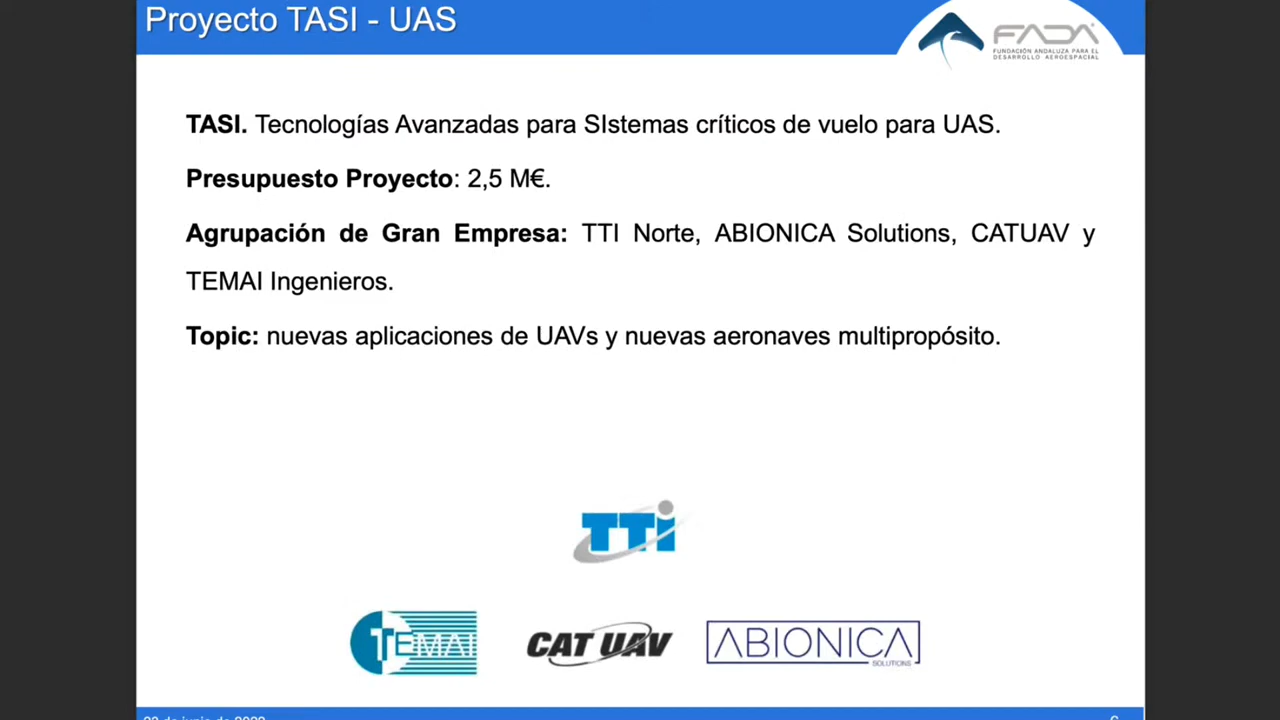 Proyecto TASI - UAS
FADA
FUNDACIÓN ANDALUZA PARA EL
DESARROLLO AEROESPACIAL
TASI. Tecnologías Avanzadas para SIstemas críticos de vuelo para UAS.
Presupuesto Proyecto: 2,5 M€.
Agrupación de Gran Empresa: TTI Norte, ABIONICA Solutions, CATUAV y
TEMAI Ingenieros.
Topic: nuevas aplicaciones de UAVs y nuevas aeronaves multipropósito.
TTi
TEMAI
CAT UAV
ABIONICA
SOLUTIONS